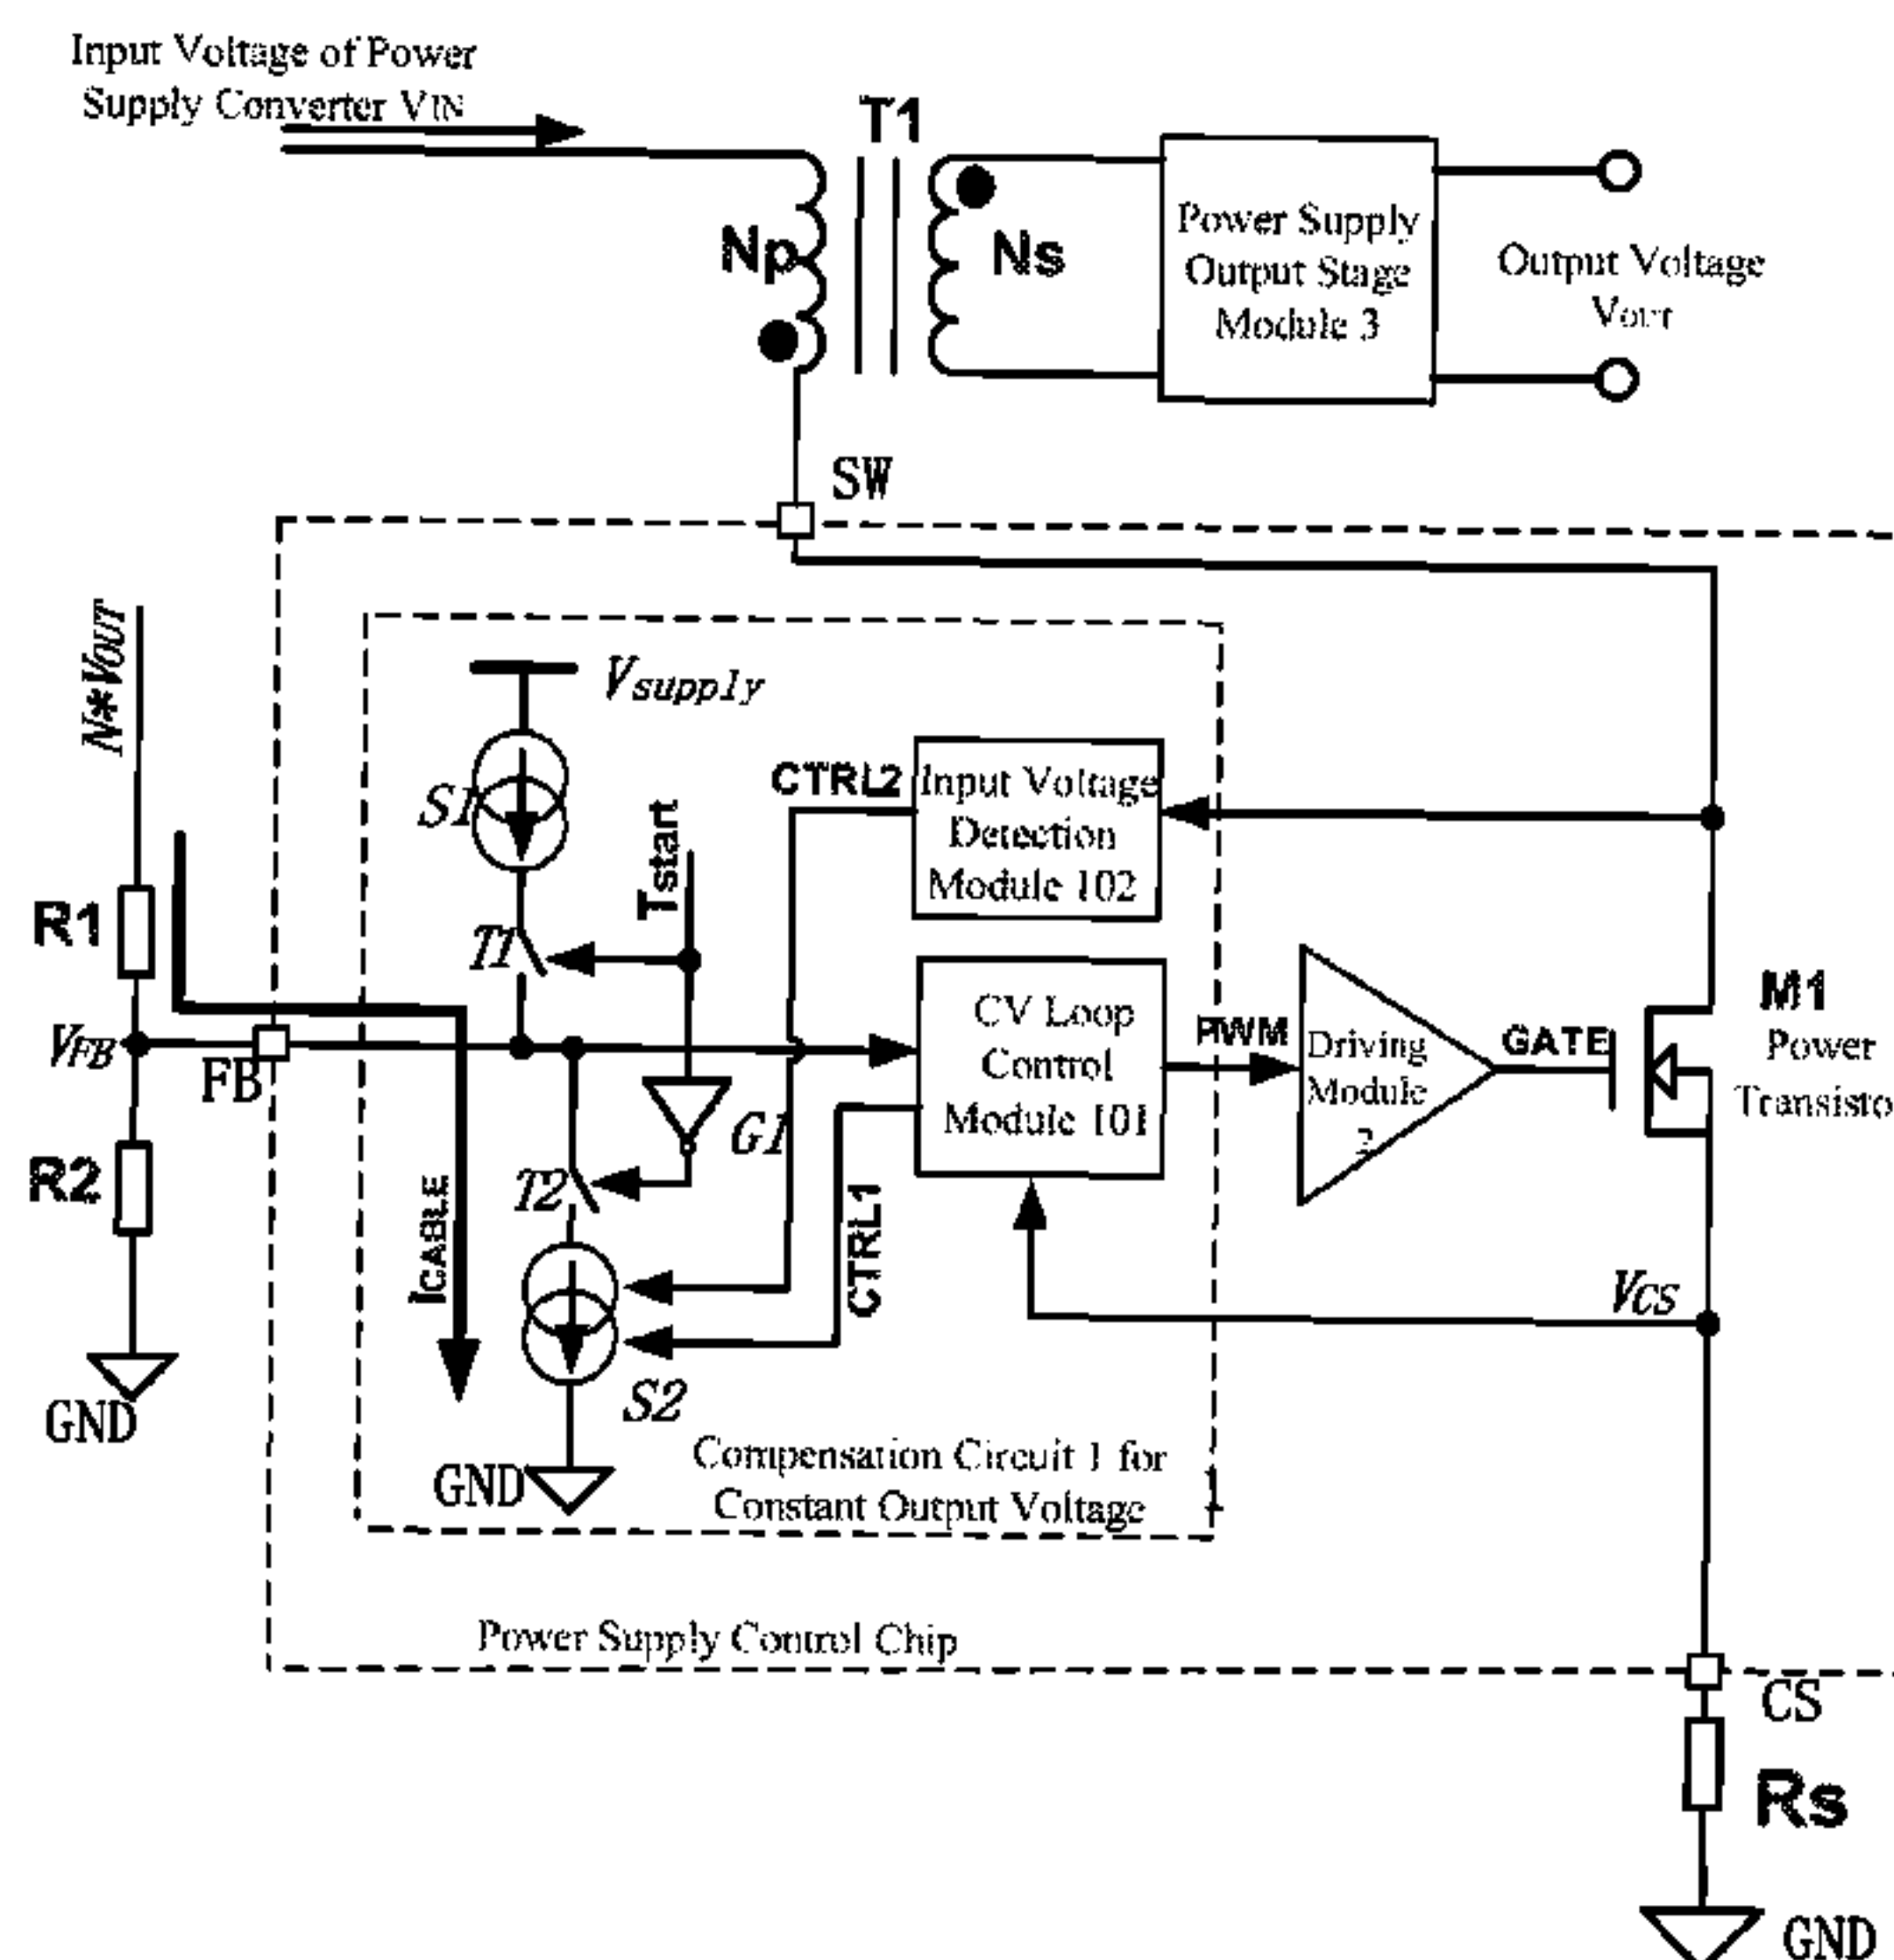 Input Voltage of Power
Supply Converter VIN
T1
Np
Ns
Power Supply
Output Stage
Module 3
Output Voltage
VOUT
SW
N*VOUT
Vsupply
S1
CTRL2
Input Voltage
Detection
Module 102
Tstart
R1
T1
VFB
FB
CV Loop
Control
Module 101
PWM
Driving
Module
2
GATE
M1
Power
Transisto
G1
R2
T2
ICABLE
CTRL1
VCS
S2
GND
GND
Compensation Circuit 1 for
Constant Output Voltage
1
Power Supply Control Chip
CS
Rs
GND